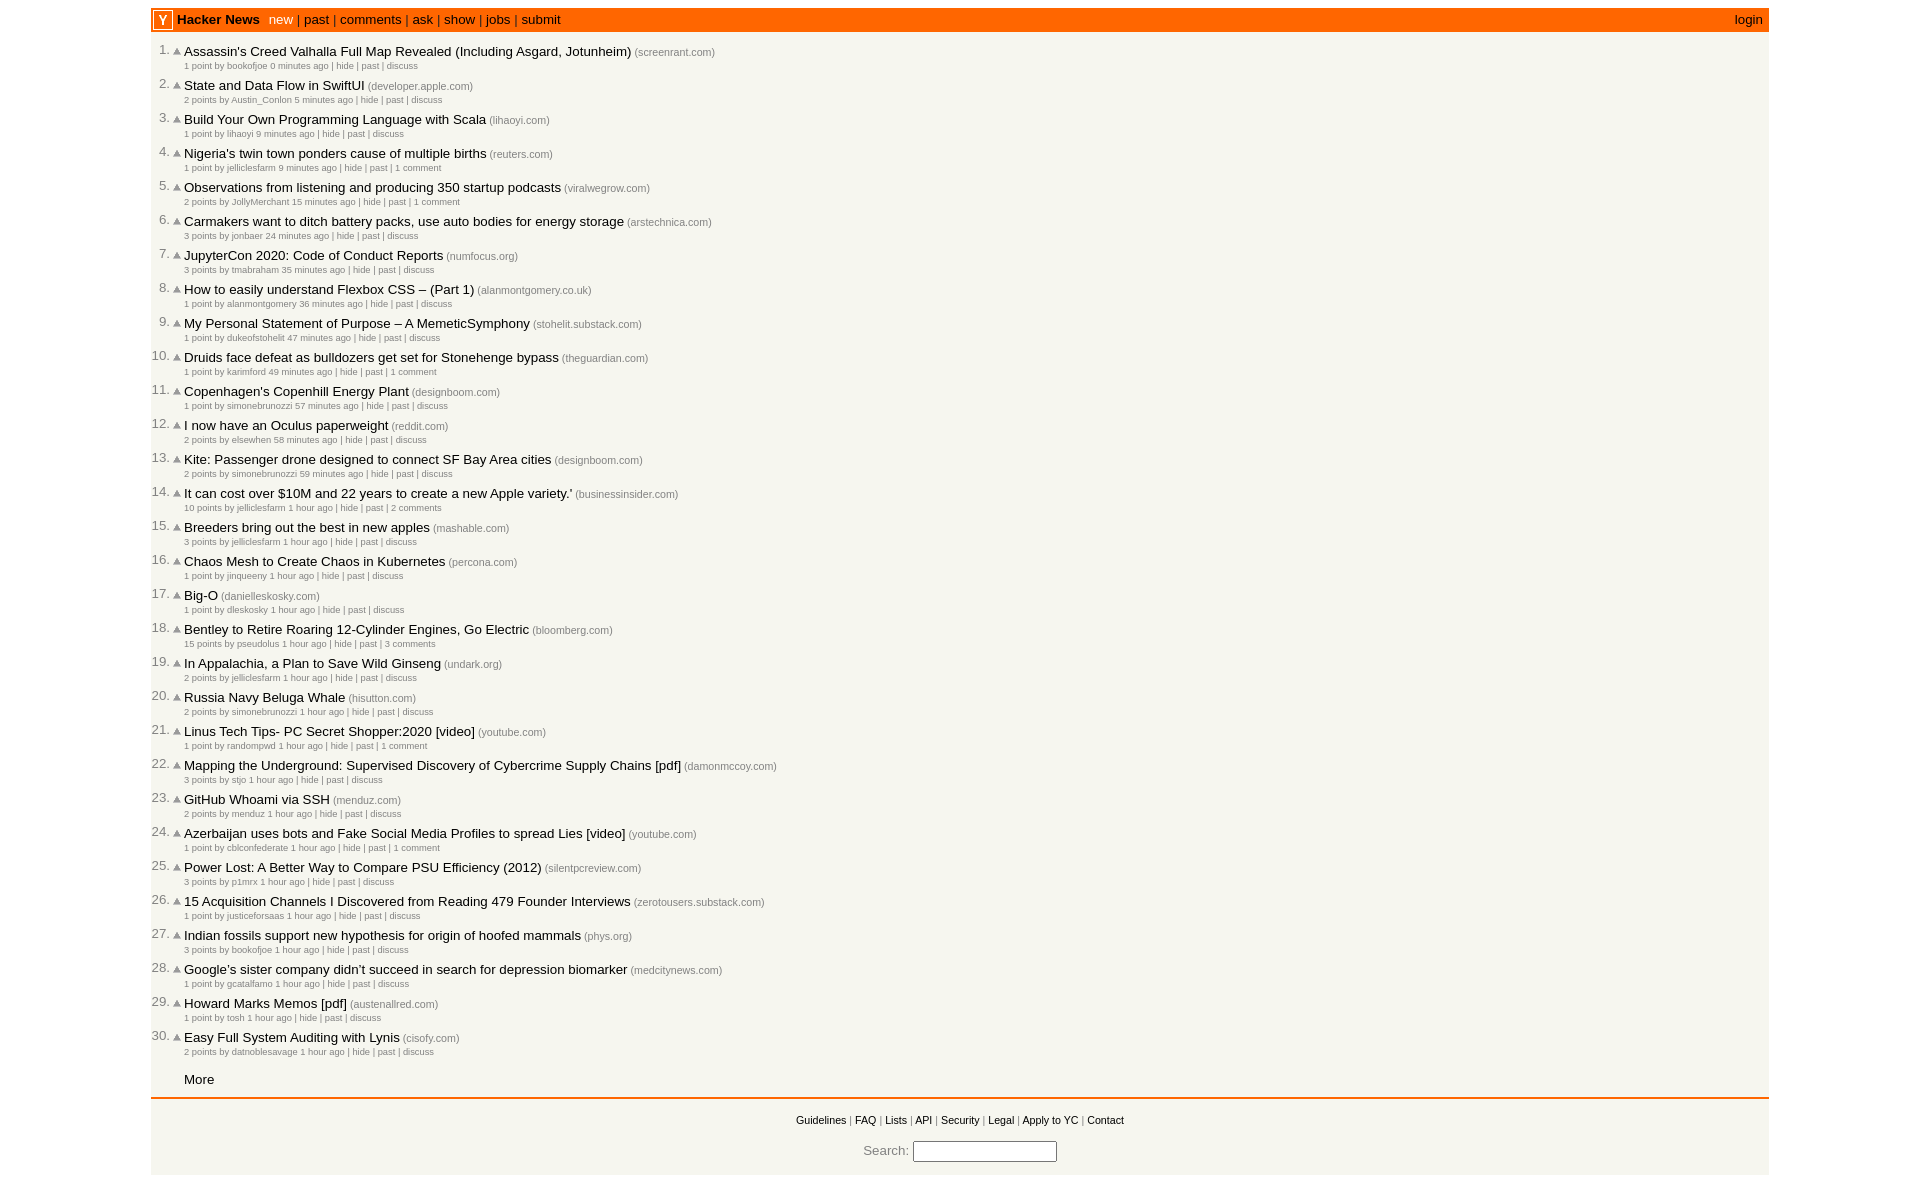 Y Hacker News new | past | comments | ask | show | jobs | submit login
1. Assassin's Creed Valhalla Full Map Revealed (Including Asgard, Jotunheim) (screenrant.com)
1 point by bookofjoe 0 minutes ago | hide | past | discuss
2. State and Data Flow in SwiftUI (developer.apple.com)
2 points by Austin_Conlon 5 minutes ago | hide | past | discuss
3. Build Your Own Programming Language with Scala (lihaoyi.com)
1 point by lihaoyi 9 minutes ago | hide | past | discuss
4. Nigeria's twin town ponders cause of multiple births (reuters.com)
1 point by jelliclesfarm 9 minutes ago | hide | past | 1 comment
5. Observations from listening and producing 350 startup podcasts (viralwegrow.com)
2 points by JollyMerchant 15 minutes ago | hide | past | 1 comment
6. Carmakers want to ditch battery packs, use auto bodies for energy storage (arstechnica.com)
3 points by jonbaer 24 minutes ago | hide | past | discuss
7. JupyterCon 2020: Code of Conduct Reports (numfocus.org)
3 points by tmabraham 35 minutes ago | hide | past | discuss
8. How to easily understand Flexbox CSS – (Part 1) (alanmontgomery.co.uk)
1 point by alanmontgomery 36 minutes ago | hide | past | discuss
9. My Personal Statement of Purpose – A MemeticSymphony (stohelit.substack.com)
1 point by dukeofstohelit 47 minutes ago | hide | past | discuss
10. Druids face defeat as bulldozers get set for Stonehenge bypass (theguardian.com)
1 point by karimford 49 minutes ago | hide | past | 1 comment
11. Copenhagen's Copenhill Energy Plant (designboom.com)
1 point by simonebrunozzi 57 minutes ago | hide | past | discuss
12. I now have an Oculus paperweight (reddit.com)
2 points by elsewhen 58 minutes ago | hide | past | discuss
13. Kite: Passenger drone designed to connect SF Bay Area cities (designboom.com)
2 points by simonebrunozzi 59 minutes ago | hide | past | discuss
14. It can cost over $10M and 22 years to create a new Apple variety.' (businessinsider.com)
10 points by jelliclesfarm 1 hour ago | hide | past | 2 comments
15. Breeders bring out the best in new apples (mashable.com)
3 points by jelliclesfarm 1 hour ago | hide | past | discuss
16. Chaos Mesh to Create Chaos in Kubernetes (percona.com)
1 point by jinqueeny 1 hour ago | hide | past | discuss
17. Big-O (danielleskosky.com)
1 point by dleskosky 1 hour ago | hide | past | discuss
18. Bentley to Retire Roaring 12-Cylinder Engines, Go Electric (bloomberg.com)
15 points by pseudolus 1 hour ago | hide | past | 3 comments
19. In Appalachia, a Plan to Save Wild Ginseng (undark.org)
2 points by jelliclesfarm 1 hour ago | hide | past | discuss
20. Russia Navy Beluga Whale (hisutton.com)
2 points by simonebrunozzi 1 hour ago | hide | past | discuss
21. Linus Tech Tips- PC Secret Shopper:2020 [video] (youtube.com)
1 point by randompwd 1 hour ago | hide | past | 1 comment
22. Mapping the Underground: Supervised Discovery of Cybercrime Supply Chains [pdf] (damonmccoy.com)
3 points by stjo 1 hour ago | hide | past | discuss
23. GitHub Whoami via SSH (menduz.com)
2 points by menduz 1 hour ago | hide | past | discuss
24. Azerbaijan uses bots and Fake Social Media Profiles to spread Lies [video] (youtube.com)
1 point by cblconfederate 1 hour ago | hide | past | 1 comment
25. Power Lost: A Better Way to Compare PSU Efficiency (2012) (silentpcreview.com)
3 points by p1mrx 1 hour ago | hide | past | discuss
26. 15 Acquisition Channels I Discovered from Reading 479 Founder Interviews (zerotousers.substack.com)
1 point by justiceforsaas 1 hour ago | hide | past | discuss
27. Indian fossils support new hypothesis for origin of hoofed mammals (phys.org)
3 points by bookofjoe 1 hour ago | hide | past | discuss
28. Google’s sister company didn’t succeed in search for depression biomarker (medcitynews.com)
1 point by gcatalfamo 1 hour ago | hide | past | discuss
29. Howard Marks Memos [pdf] (austenallred.com)
1 point by tosh 1 hour ago | hide | past | discuss
30. Easy Full System Auditing with Lynis (cisofy.com)
2 points by datnoblesavage 1 hour ago | hide | past | discuss
More
Guidelines | FAQ | Lists | API | Security | Legal | Apply to YC | Contact
Search: